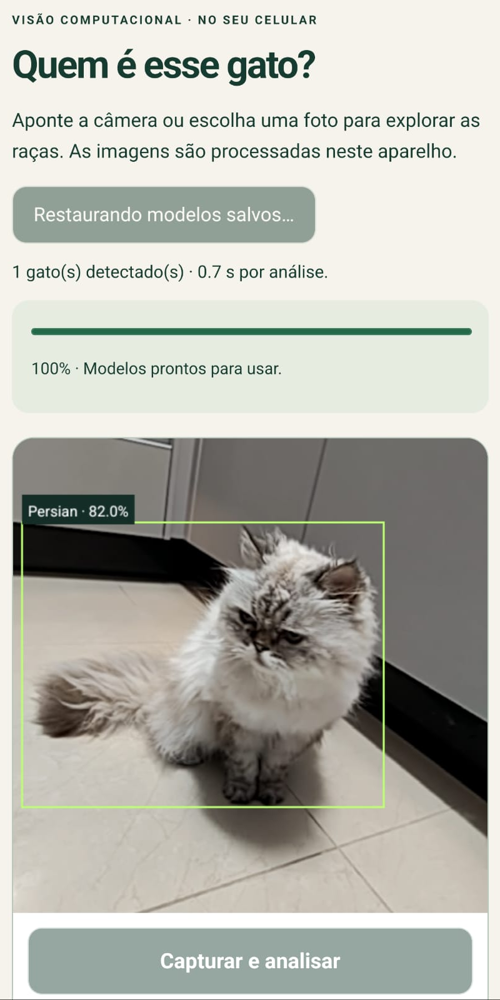 VISÃO COMPUTACIONAL · NO SEU CELULAR
Quem é esse gato?
Aponte a câmera ou escolha uma foto para explorar as
raças. As imagens são processadas neste aparelho.
Restaurando modelos salvos…
1 gato(s) detectado(s) · 0.7 s por análise.
100% · Modelos prontos para usar.
Persian · 82.0%
Capturar e analisar